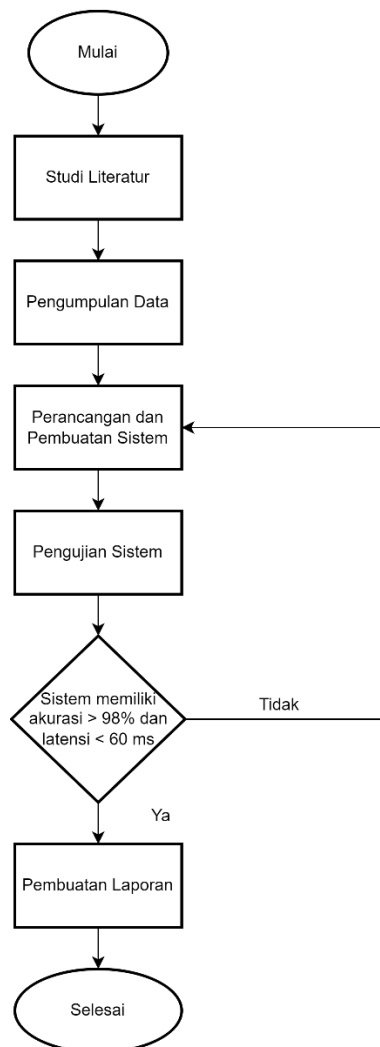 Mulai
Studi Literatur
Pengumpulan Data
Perancangan dan
Pembuatan Sistem
Pengujian Sistem
Sistem memiliki
akurasi > 98% dan
latensi < 60 ms
Tidak
Ya
Pembuatan Laporan
Selesai